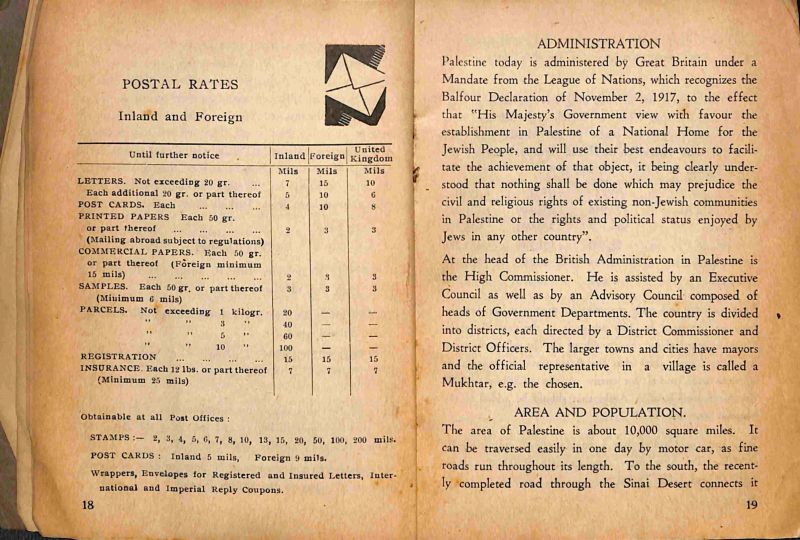 POSTAL RATES
Inland and Foreign
Until further notice Inland Foreign United Kingdom
Mils Mils Mils
LETTERS. Not exceeding 20 gr. ... 7 15 10
Each additional 20 gr. or part thereof 5 10 6
POST CARDS. Each ... ... ... 4 10 8
PRINTED PAPERS Each 50 gr.
or part thereof ... ... ... ... 2 3 3
(Mailing abroad subject to regulations)
COMMERCIAL PAPERS. Each 50 gr.
or part thereof (Foreign minimum
15 mils) ... ... ... ... ... 2 3 3
SAMPLES. Each 50 gr. or part thereof 3 3 3
(Minimum 6 mils)
PARCELS. Not exceeding 1 kilogr. 20 — —
" " 3 " 40 — —
" " 5 " 60 — —
" " 10 " 100 — —
REGISTRATION ... ... ... ... 15 15 15
INSURANCE. Each 12 lbs. or part thereof 7 7 7
(Minimum 25 mils)
Obtainable at all Post Offices :
STAMPS :— 2, 3, 4, 5, 6, 7, 8, 10, 13, 15, 20, 50, 100, 200 mils.
POST CARDS : Inland 5 mils, Foreign 9 mils.
Wrappers, Envelopes for Registered and Insured Letters, Inter-
national and Imperial Reply Coupons.
18
ADMINISTRATION
Palestine today is administered by Great Britain under a
Mandate from the League of Nations, which recognizes the
Balfour Declaration of November 2, 1917, to the effect
that "His Majesty's Government view with favour the
establishment in Palestine of a National Home for the
Jewish People, and will use their best endeavours to facili-
tate the achievement of that object, it being clearly under-
stood that nothing shall be done which may prejudice the
civil and religious rights of existing non-Jewish communities
in Palestine or the rights and political status enjoyed by
Jews in any other country".
At the head of the British Administration in Palestine is
the High Commissioner. He is assisted by an Executive
Council as well as by an Advisory Council composed of
heads of Government Departments. The country is divided
into districts, each directed by a District Commissioner and
District Officers. The larger towns and cities have mayors
and the official representative in a village is called a
Mukhtar, e.g. the chosen.
AREA AND POPULATION.
The area of Palestine is about 10,000 square miles. It
can be traversed easily in one day by motor car, as fine
roads run throughout its length. To the south, the recent-
ly completed road through the Sinai Desert connects it
19